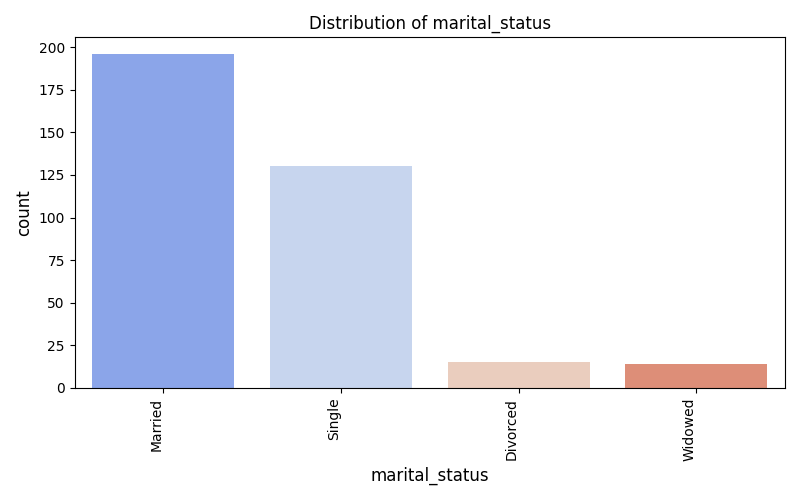 Distribution of marital_status
200
175
150
125
100
75
50
25
0
count
Married
Single
Divorced
Widowed
marital_status